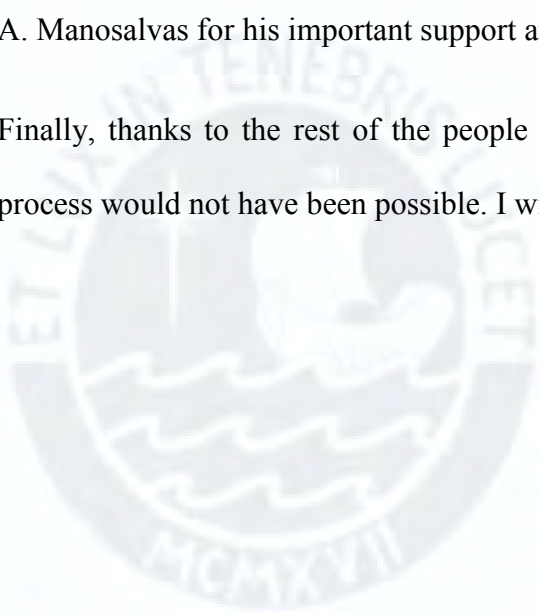 A. Manosalvas for his important support a
Finally, thanks to the rest of the people
process would not have been possible. I w
ET LUX IN TENEBRIS LUCET
MCMXVII